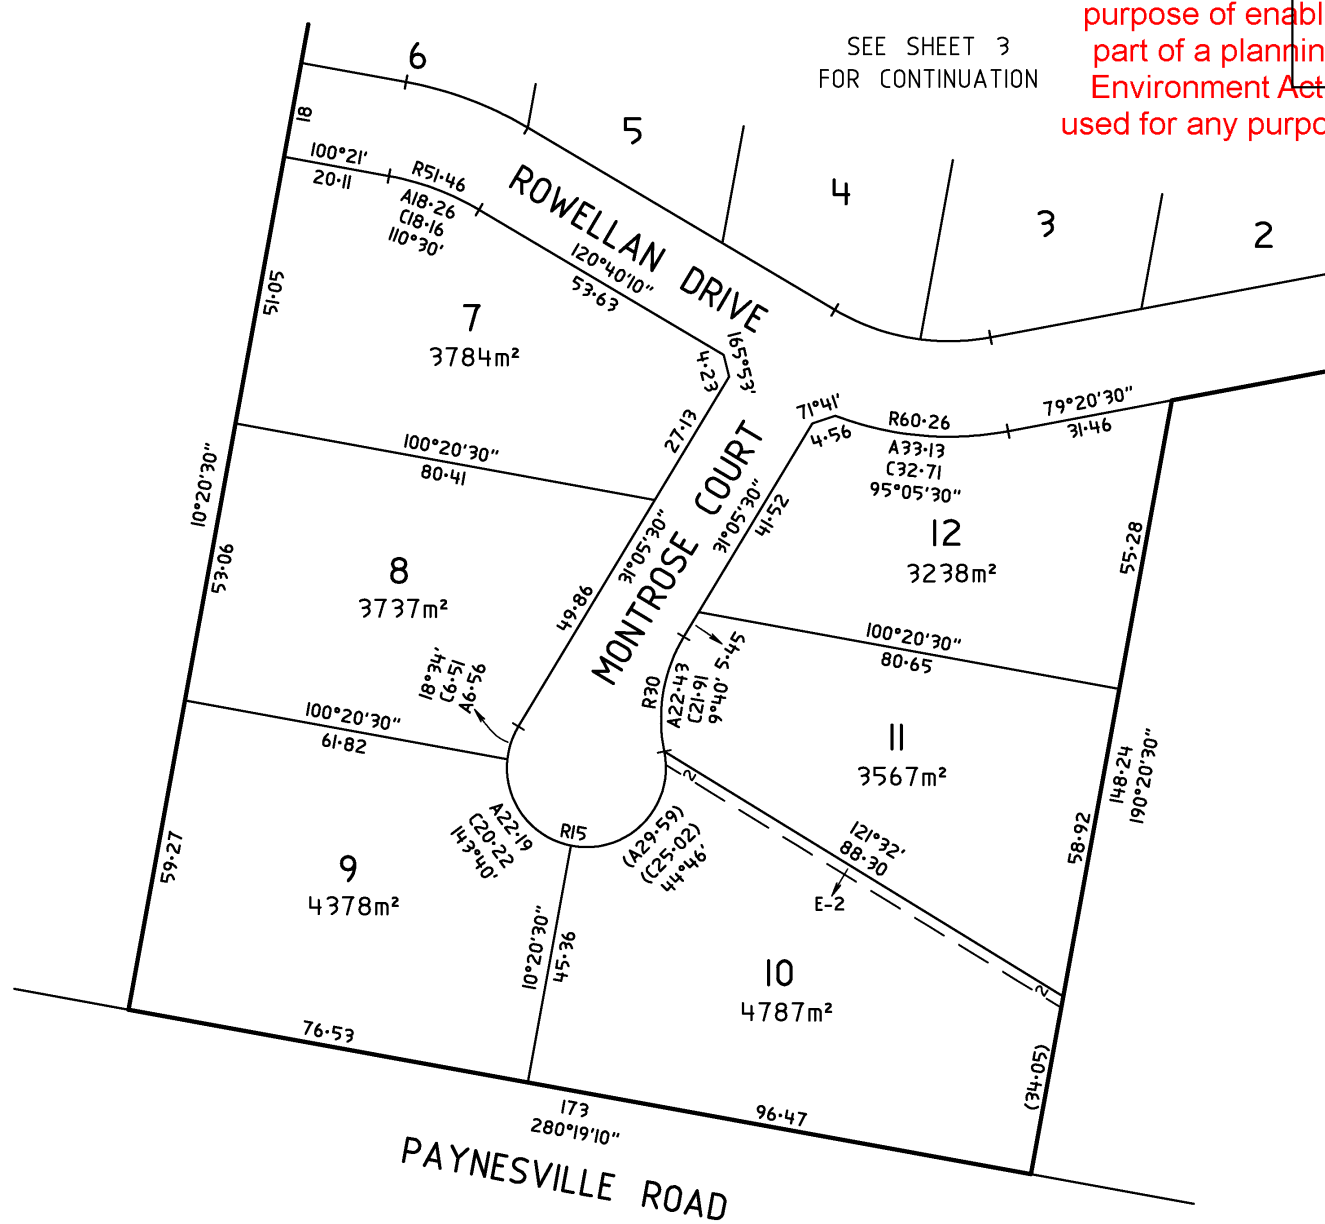 purpose of enabl
part of a plannin
Environment Act
used for any purpo
SEE SHEET 3
FOR CONTINUATION
6
5
4
3
2
18
100°21'
20·11
R51·46
A18·26
C18·16
110°30'
ROWELLAN DRIVE
120°40'10"
53·63
51·05
7
3784m²
165°53'
4·23
27·13
71°41'
4·56
R60·26
A33·13
C32·71
95°05'30"
79°20'30"
31·46
100°20'30"
80·41
10°20'30"
53·06
8
3737m²
31°05'30"
49·86
MONTROSE COURT
31°05'30"
41·52
12
3238m²
55·28
100°20'30"
80·65
5·45
R30
A22·43
C21·91
9°40'
18°34'
C6·51
A6·56
100°20'30"
61·82
11
3567m²
148·24
190°20'30"
58·92
2
121°32'
88·30
E-2
2
R15
A22·19
C20·22
143°40'
(A29·59)
(C25·02)
44°46'
59·27
9
4378m²
10°20'30"
45·36
10
4787m²
(34·05)
76·53
173
280°19'10"
96·47
PAYNESVILLE ROAD